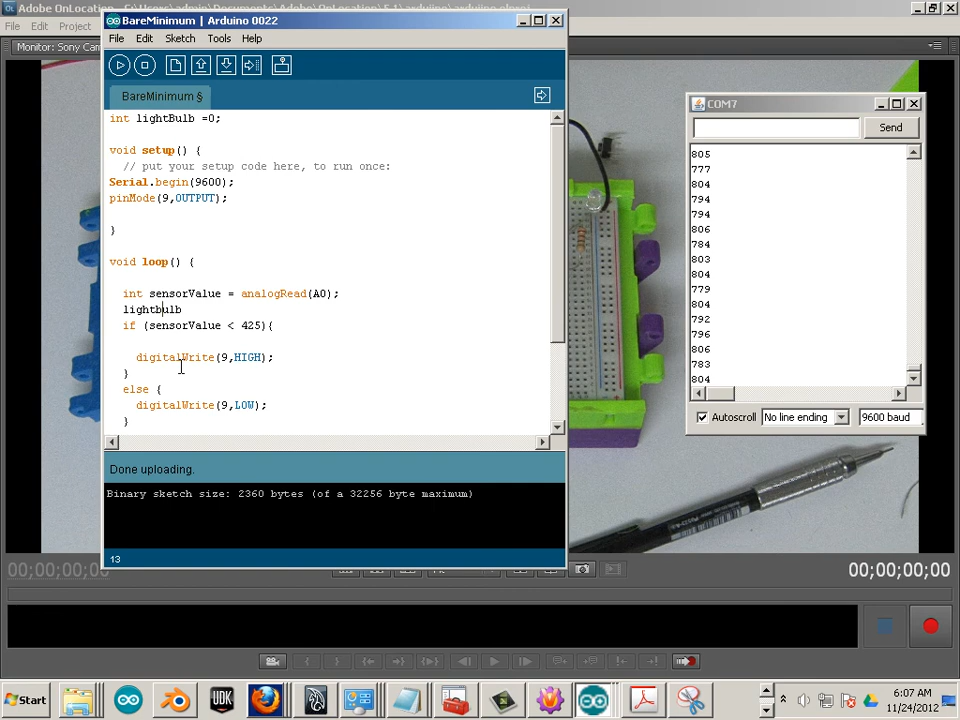 Adobe OnLocation
File Edit Project
Monitor: Sony Cam
BareMinimum | Arduino 0022
File Edit Sketch Tools Help
BareMinimum §
int lightBulb =0;
void setup() {
// put your setup code here, to run once:
Serial.begin(9600);
pinMode(9,OUTPUT);
}
void loop() {
int sensorValue = analogRead(A0);
lightbulb
if (sensorValue < 425){
digitalWrite(9,HIGH);
}
else {
digitalWrite(9,LOW);
}
Done uploading.
Binary sketch size: 2360 bytes (of a 32256 byte maximum)
13
COM7
Send
805
777
804
794
794
806
784
803
804
779
804
792
796
806
783
804
Autoscroll No line ending 9600 baud
00;00;00;00
00;00;00;00
Start
UDK
6:07 AM
11/24/2012